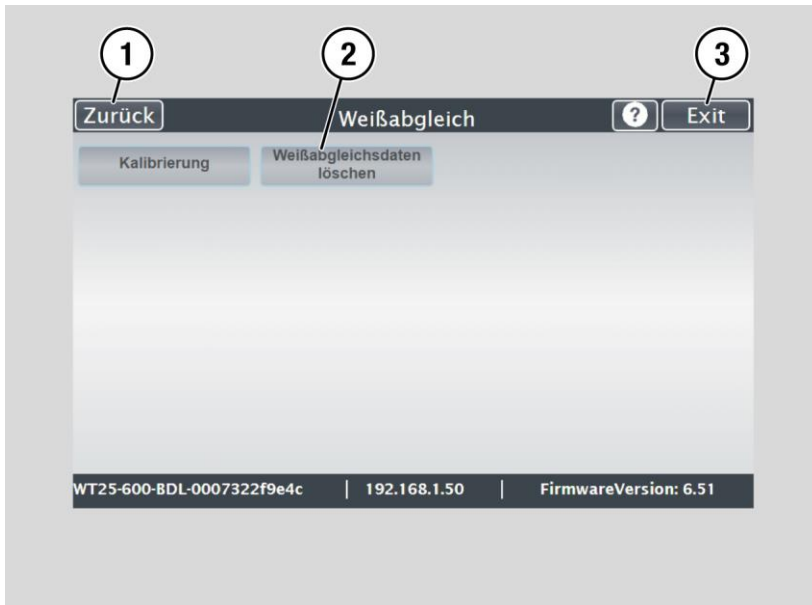 1 2 3
Zurück Weißabgleich ? Exit
Kalibrierung Weißabgleichsdaten
löschen
WT25-600-BDL-0007322f9e4c | 192.168.1.50 | FirmwareVersion: 6.51